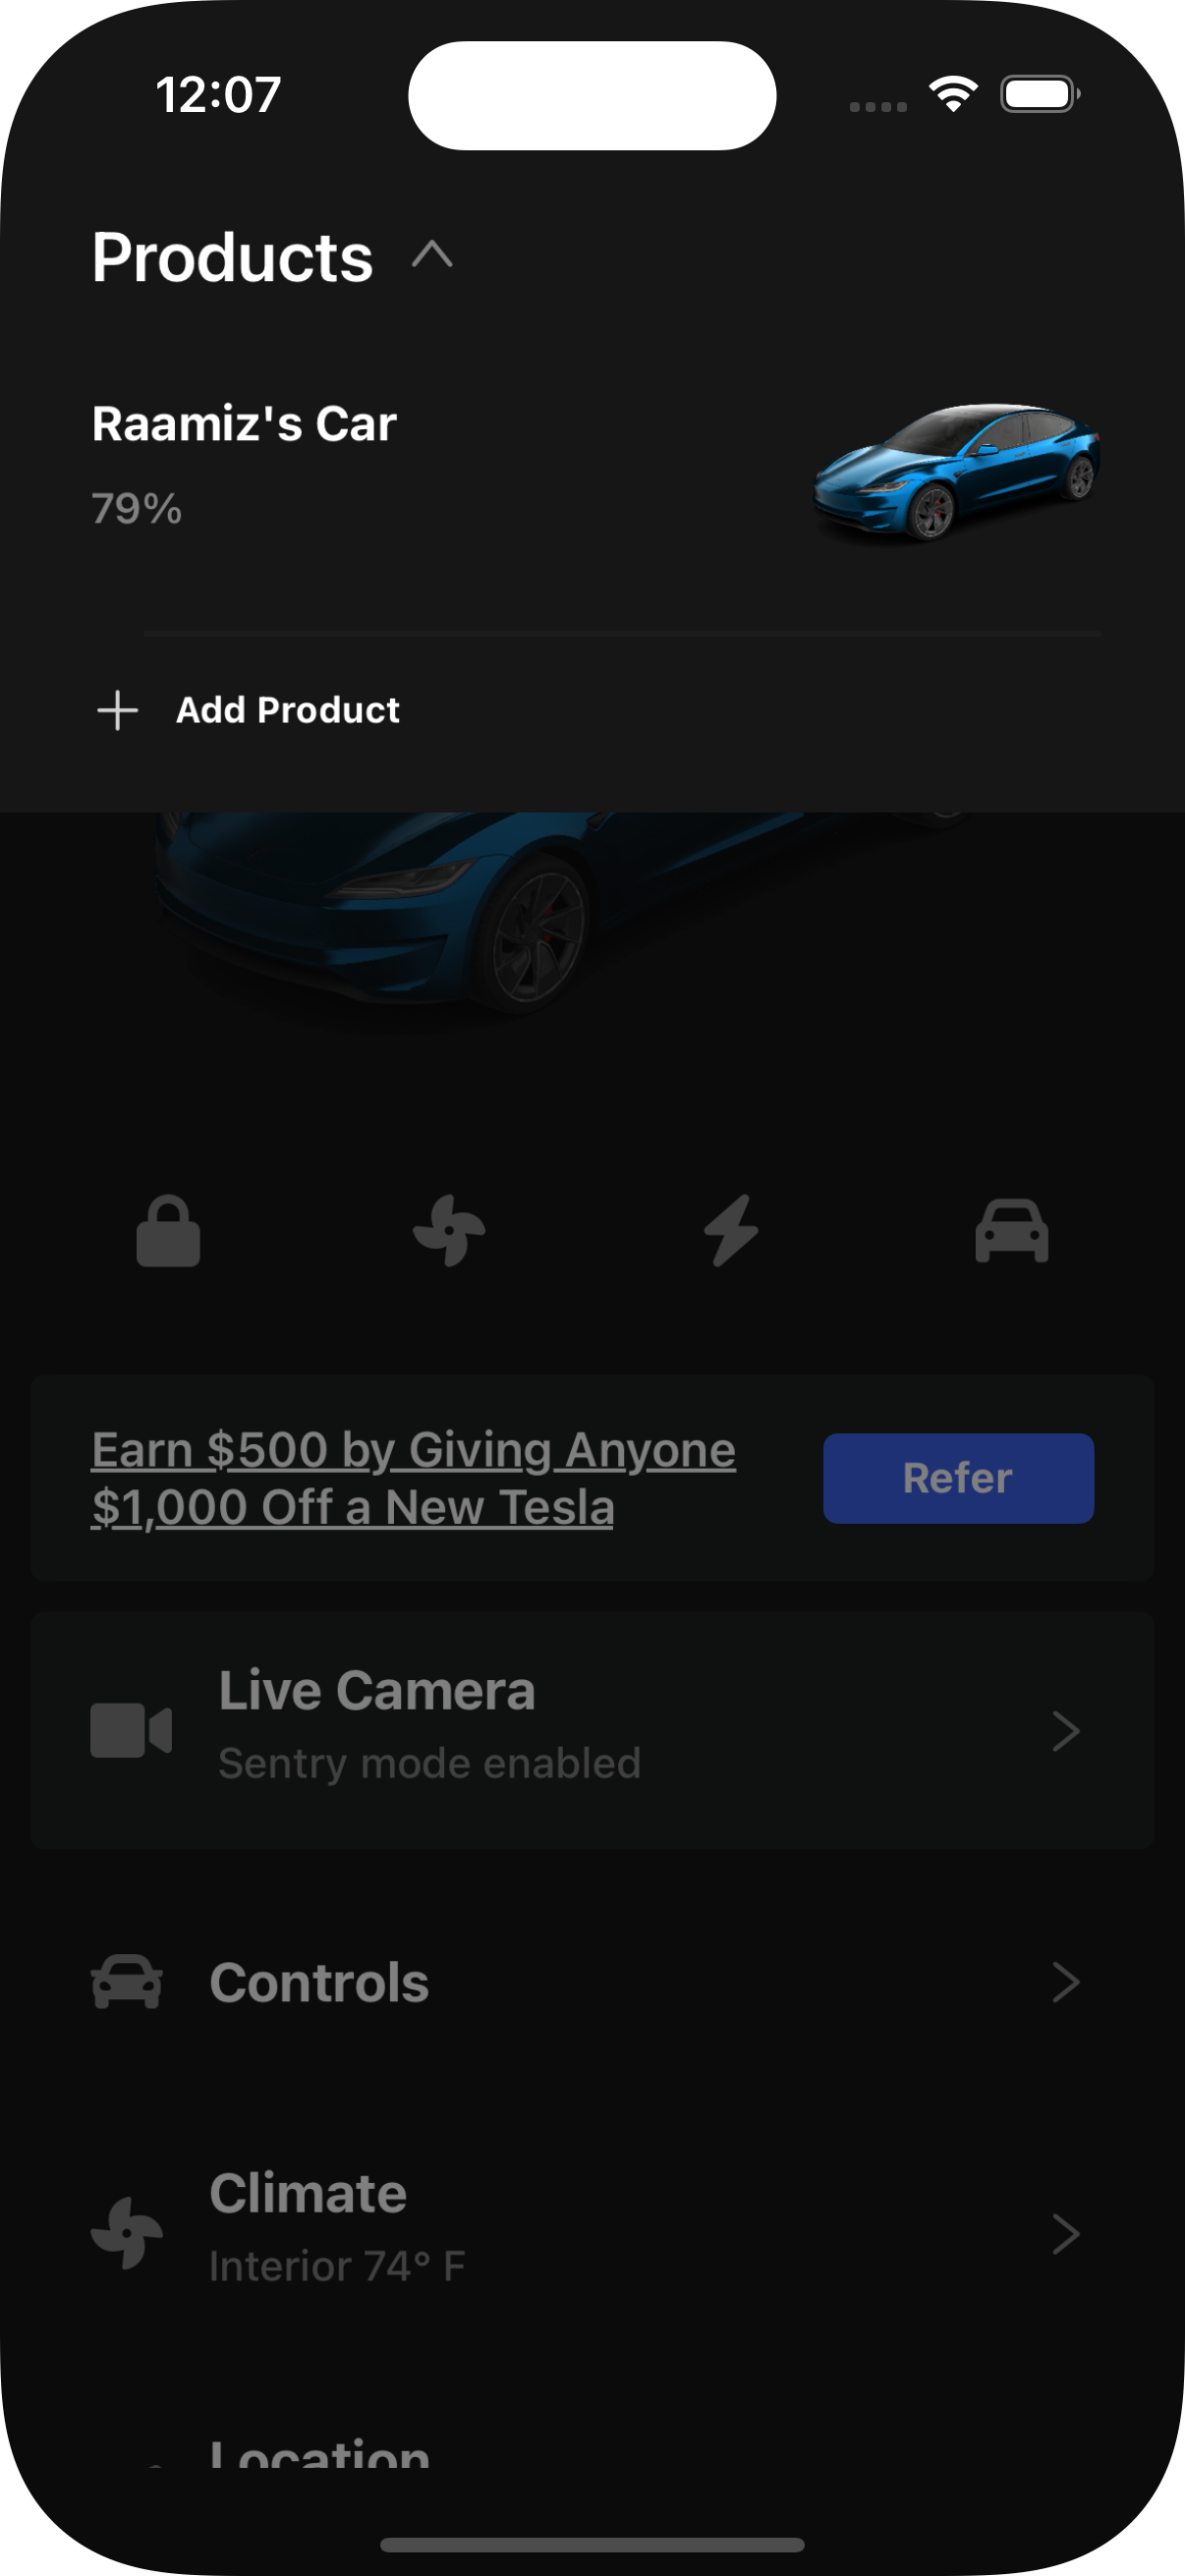 12:07
Products
Raamiz's Car
79%
Add Product
Earn $500 by Giving Anyone
$1,000 Off a New Tesla
Refer
Live Camera
Sentry mode enabled
Controls
Climate
Interior 74° F
Location